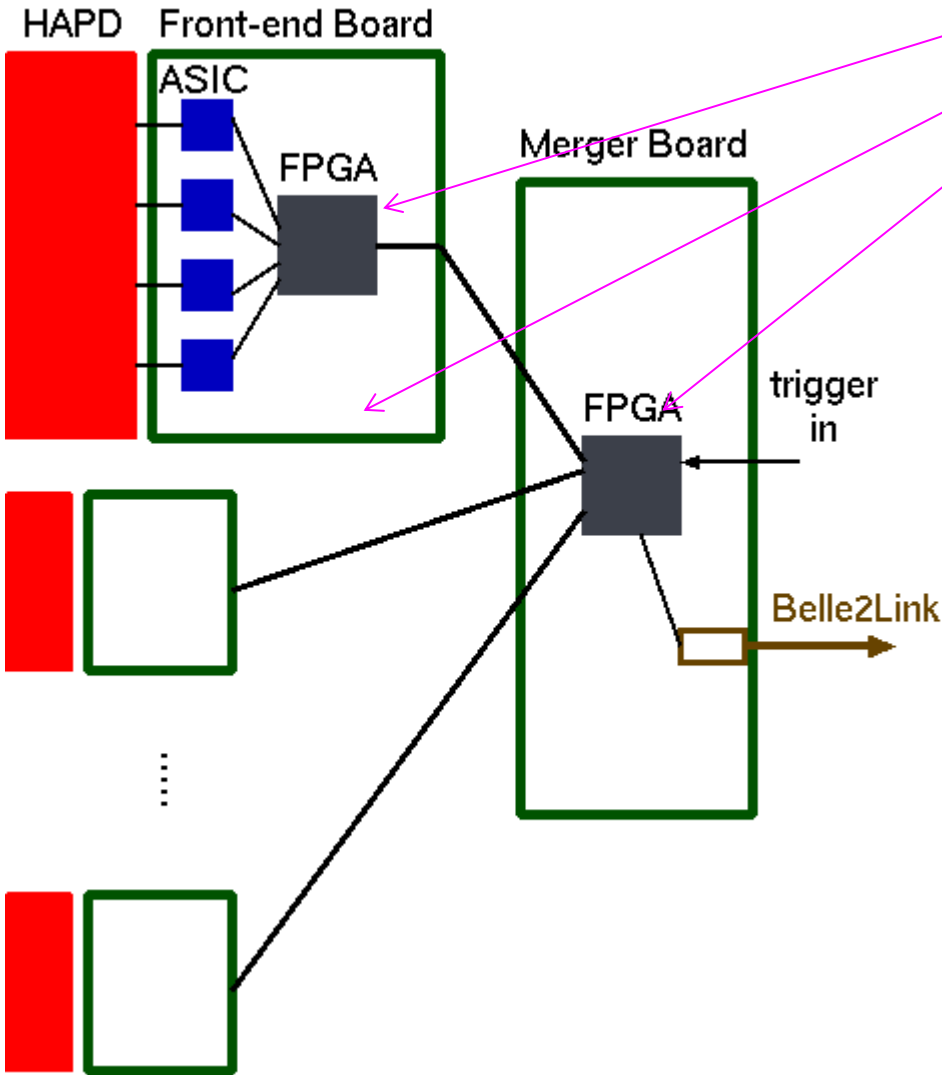 HAPD
Front-end Board
ASIC
FPGA
Merger Board
FPGA
trigger
in
Belle2Link